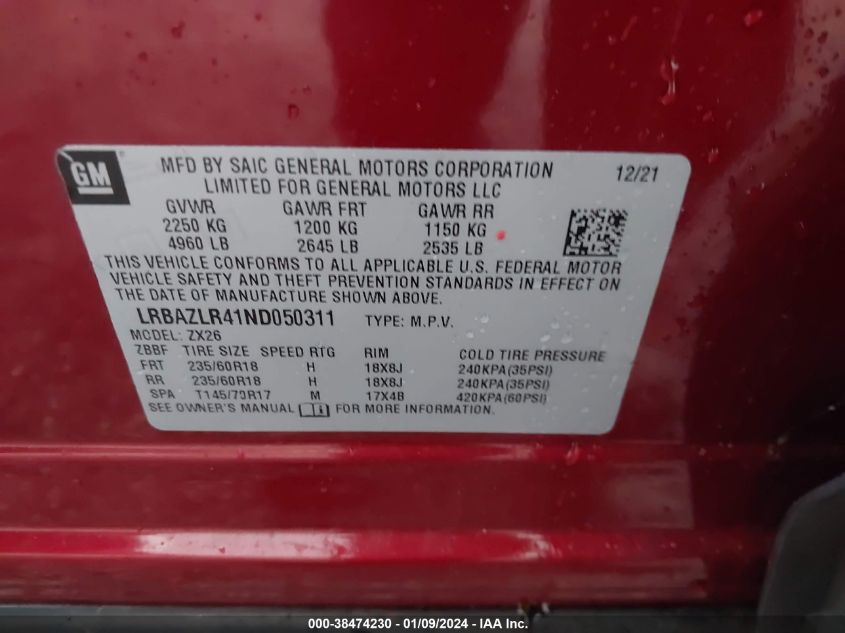 GM
MFD BY SAIC GENERAL MOTORS CORPORATION 12/21
LIMITED FOR GENERAL MOTORS LLC
GVWR GAWR FRT GAWR RR
2250 KG 1200 KG 1150 KG
4960 LB 2645 LB 2535 LB
THIS VEHICLE CONFORMS TO ALL APPLICABLE U.S. FEDERAL MOTOR
VEHICLE SAFETY AND THEFT PREVENTION STANDARDS IN EFFECT ON
THE DATE OF MANUFACTURE SHOWN ABOVE.
LRBAZLR41ND050311 TYPE: M.P.V.
MODEL: ZX26
ZBBF TIRE SIZE SPEED RTG RIM COLD TIRE PRESSURE
FRT 235/60R18 H 18X8J 240KPA(35PSI)
RR 235/60R18 H 18X8J 240KPA(35PSI)
SPA T145/70R17 M 17X4B 420KPA(60PSI)
SEE OWNER'S MANUAL FOR MORE INFORMATION.
000-38474230 - 01/09/2024 - IAA Inc.